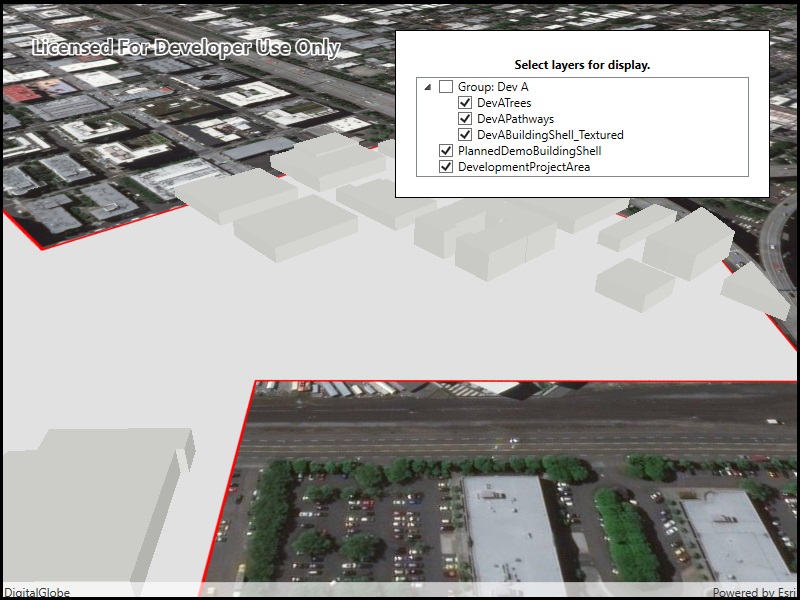 Licensed For Developer Use Only
Select layers for display.
Group: Dev A
DevATrees
DevAPathways
DevABuildingShell_Textured
PlannedDemoBuildingShell
DevelopmentProjectArea
DigitalGlobe
Powered by Esri